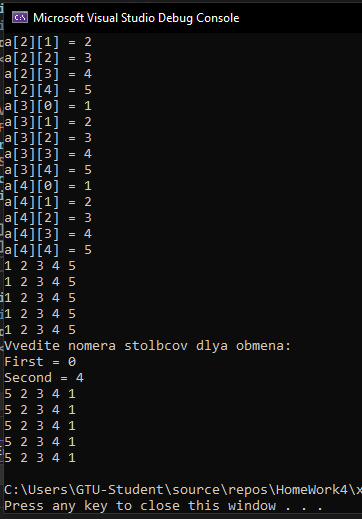 Microsoft Visual Studio Debug Console
a[2][1] = 2
a[2][2] = 3
a[2][3] = 4
a[2][4] = 5
a[3][0] = 1
a[3][1] = 2
a[3][2] = 3
a[3][3] = 4
a[3][4] = 5
a[4][0] = 1
a[4][1] = 2
a[4][2] = 3
a[4][3] = 4
a[4][4] = 5
1 2 3 4 5
1 2 3 4 5
1 2 3 4 5
1 2 3 4 5
1 2 3 4 5
Vvedite nomera stolbcov dlya obmena:
First = 0
Second = 4
5 2 3 4 1
5 2 3 4 1
5 2 3 4 1
5 2 3 4 1
5 2 3 4 1
C:\Users\GTU-Student\source\repos\HomeWork4\x
Press any key to close this window . . .